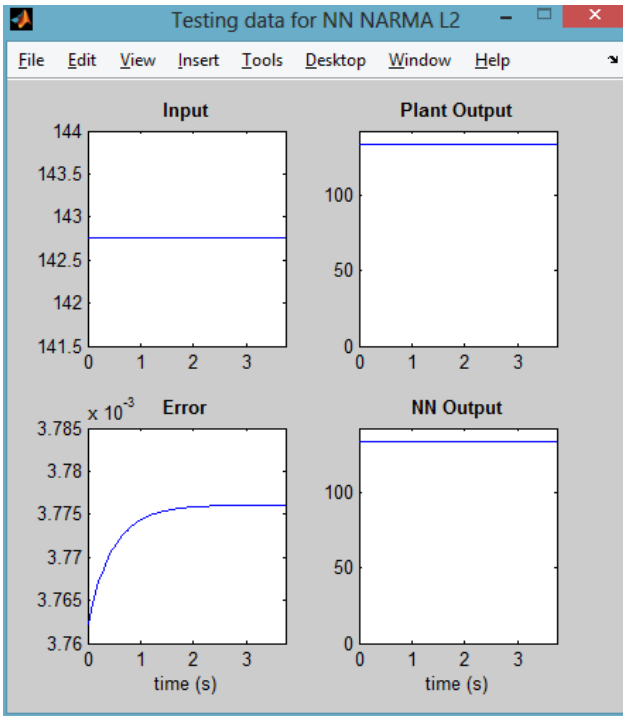 Testing data for NN NARMA L2
File Edit View Insert Tools Desktop Window Help
Input
144
143.5
143
142.5
142
141.5
0 1 2 3
Plant Output
100
50
0
0 1 2 3
x 10-3 Error
3.785
3.78
3.775
3.77
3.765
3.76
0 1 2 3
time (s)
NN Output
100
50
0
0 1 2 3
time (s)